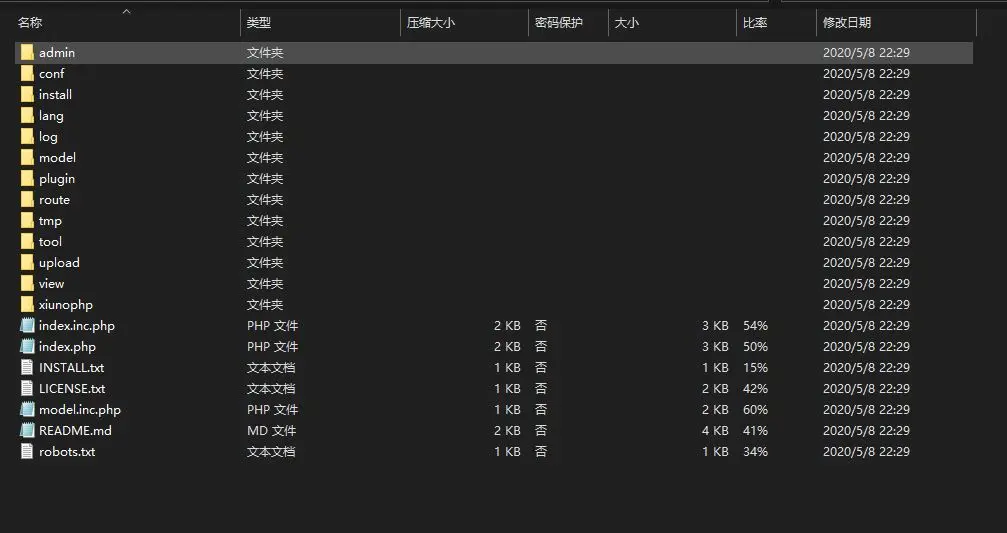 名称 类型 压缩大小 密码保护 大小 比率 修改日期
admin 文件夹 2020/5/8 22:29
conf 文件夹 2020/5/8 22:29
install 文件夹 2020/5/8 22:29
lang 文件夹 2020/5/8 22:29
log 文件夹 2020/5/8 22:29
model 文件夹 2020/5/8 22:29
plugin 文件夹 2020/5/8 22:29
route 文件夹 2020/5/8 22:29
tmp 文件夹 2020/5/8 22:29
tool 文件夹 2020/5/8 22:29
upload 文件夹 2020/5/8 22:29
view 文件夹 2020/5/8 22:29
xiunophp 文件夹 2020/5/8 22:29
index.inc.php PHP 文件 2 KB 否 3 KB 54% 2020/5/8 22:29
index.php PHP 文件 2 KB 否 3 KB 50% 2020/5/8 22:29
INSTALL.txt 文本文档 1 KB 否 1 KB 15% 2020/5/8 22:29
LICENSE.txt 文本文档 1 KB 否 2 KB 42% 2020/5/8 22:29
model.inc.php PHP 文件 1 KB 否 2 KB 60% 2020/5/8 22:29
README.md MD 文件 2 KB 否 4 KB 41% 2020/5/8 22:29
robots.txt 文本文档 1 KB 否 1 KB 34% 2020/5/8 22:29